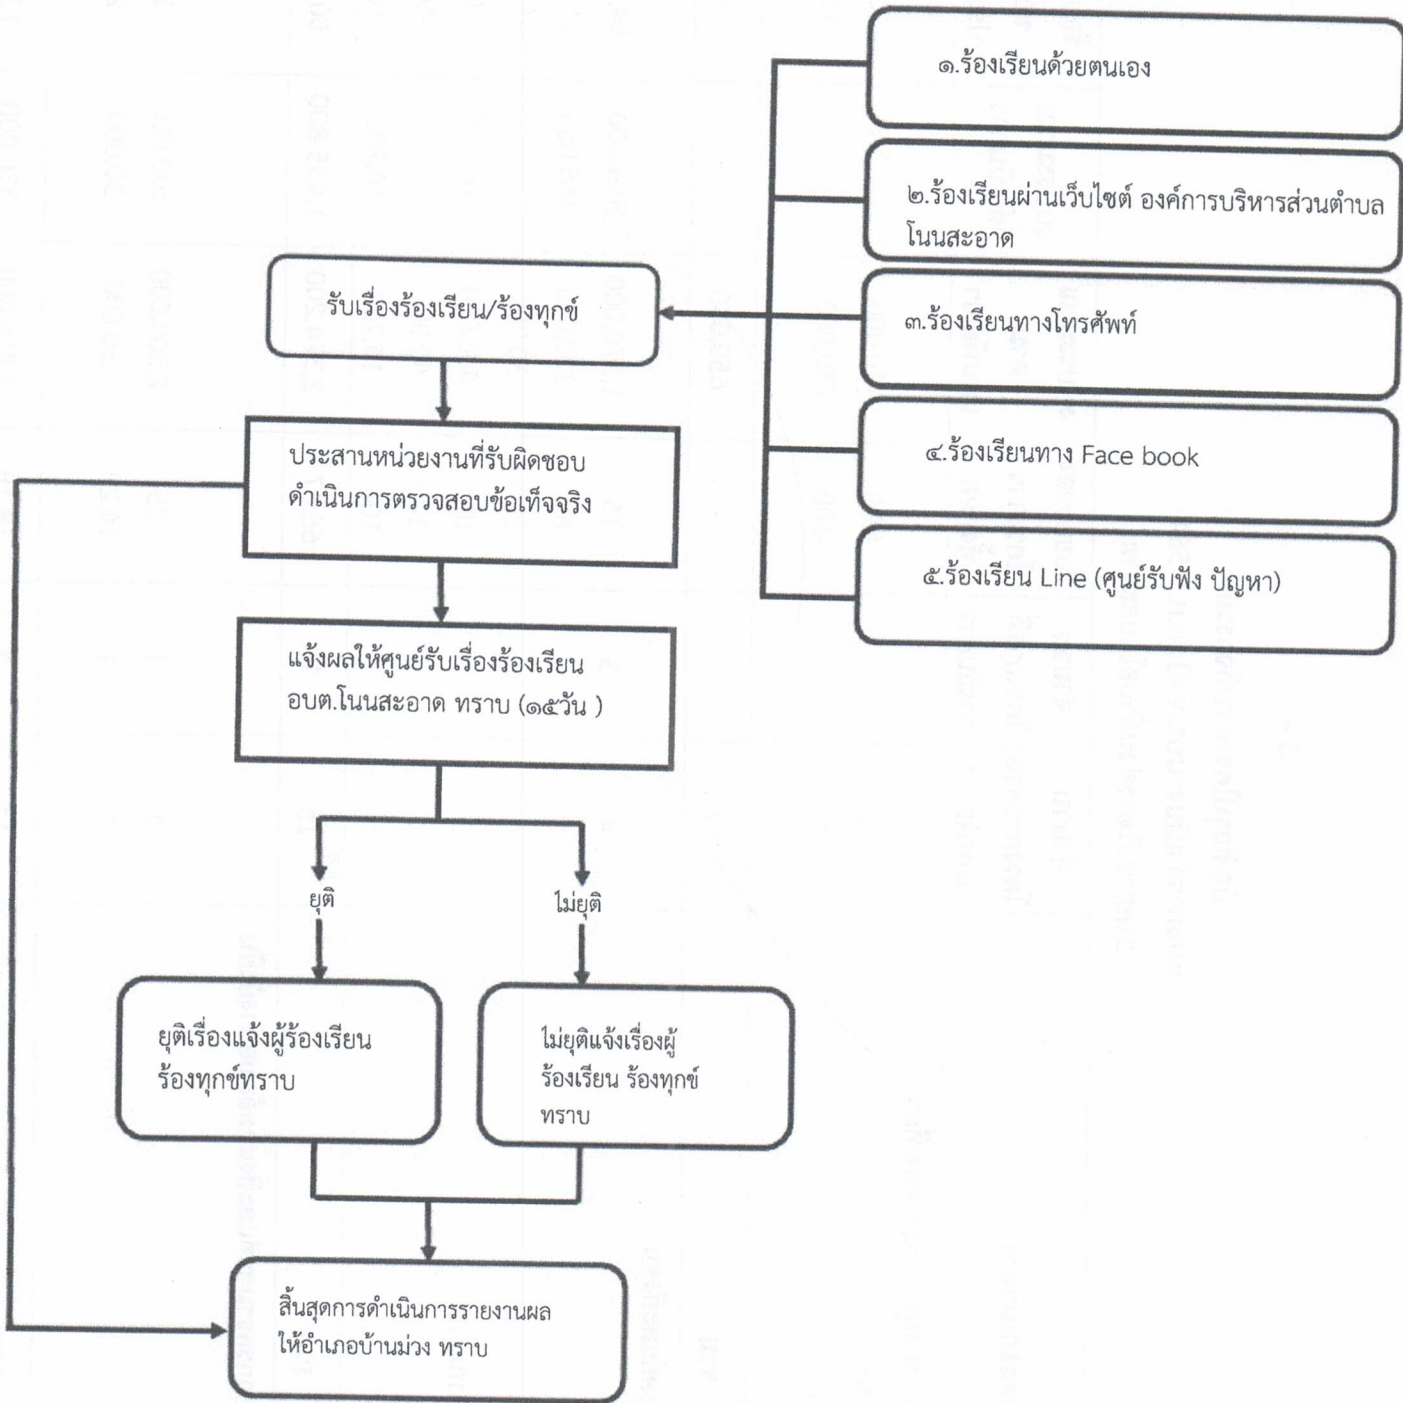 ๑.ร้องเรียนด้วยตนเอง
๒.ร้องเรียนผ่านเว็บไซต์ องค์การบริหารส่วนตำบล
โนนสะอาด
๓.ร้องเรียนทางโทรศัพท์
๔.ร้องเรียนทาง Face book
๕.ร้องเรียน Line (ศูนย์รับฟัง ปัญหา)
รับเรื่องร้องเรียน/ร้องทุกข์
ประสานหน่วยงานที่รับผิดชอบ
ดำเนินการตรวจสอบข้อเท็จจริง
แจ้งผลให้ศูนย์รับเรื่องร้องเรียน
อบต.โนนสะอาด ทราบ (๑๕วัน )
ยุติ
ไม่ยุติ
ยุติเรื่องแจ้งผู้ร้องเรียน
ร้องทุกข์ทราบ
ไม่ยุติแจ้งเรื่องผู้
ร้องเรียน ร้องทุกข์
ทราบ
สิ้นสุดการดำเนินการรายงานผล
ให้อำเภอบ้านม่วง ทราบ